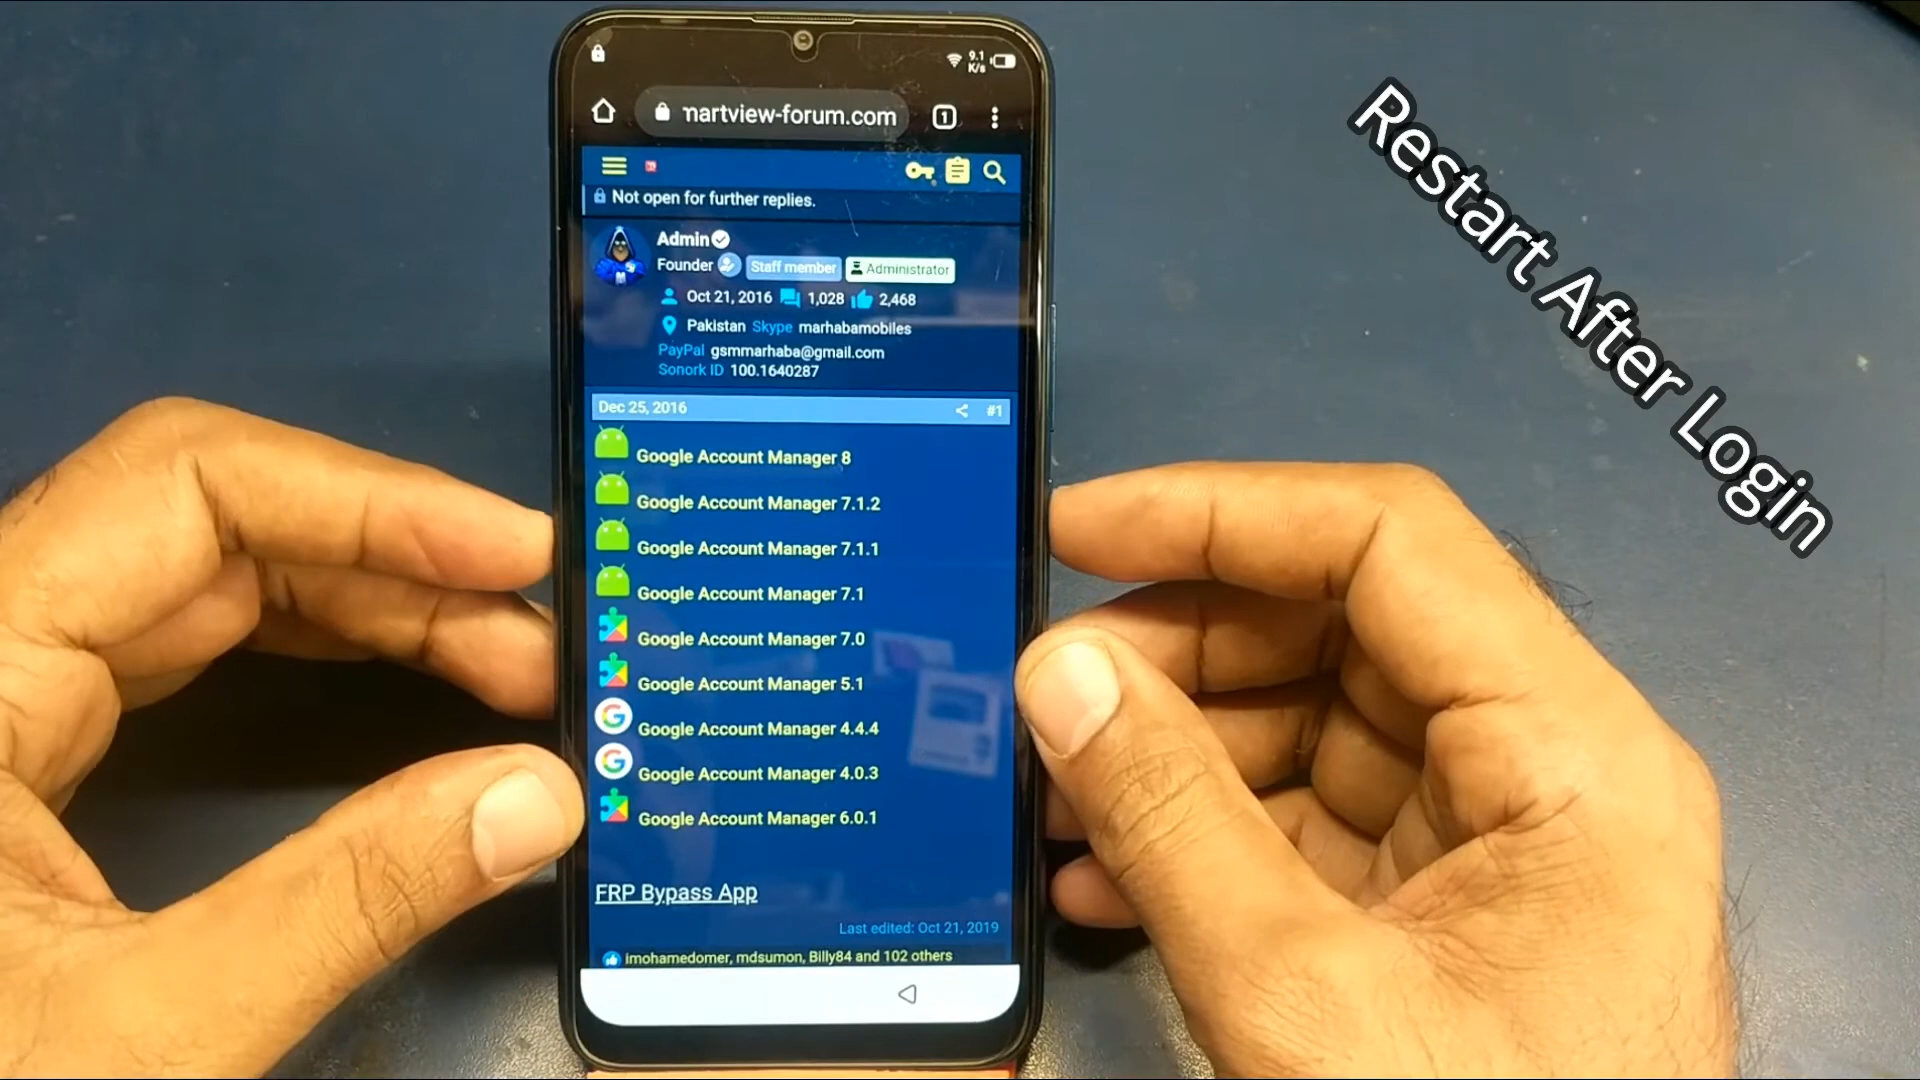 9.1
K/s
martview-forum.com
1
Not open for further replies.
Admin
Founder Staff member Administrator
Oct 21, 2016 1,028 2,468
Pakistan Skype marhabamobiles
PayPal gsmmarhaba@gmail.com
Sonork ID 100.1640287
Dec 25, 2016 #1
Google Account Manager 8
Google Account Manager 7.1.2
Google Account Manager 7.1.1
Google Account Manager 7.1
Google Account Manager 7.0
Google Account Manager 5.1
Google Account Manager 4.4.4
Google Account Manager 4.0.3
Google Account Manager 6.0.1
FRP Bypass App
Last edited: Oct 21, 2019
imohamedomer, mdsumon, Billy84 and 102 others
Restart After Login